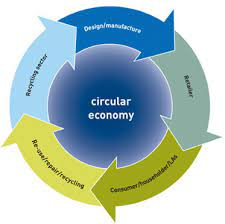 Design/manufacture
Retailer
Consumer/householder/LAs
Re-use/repair/recycling
Recycling sector
circular
economy